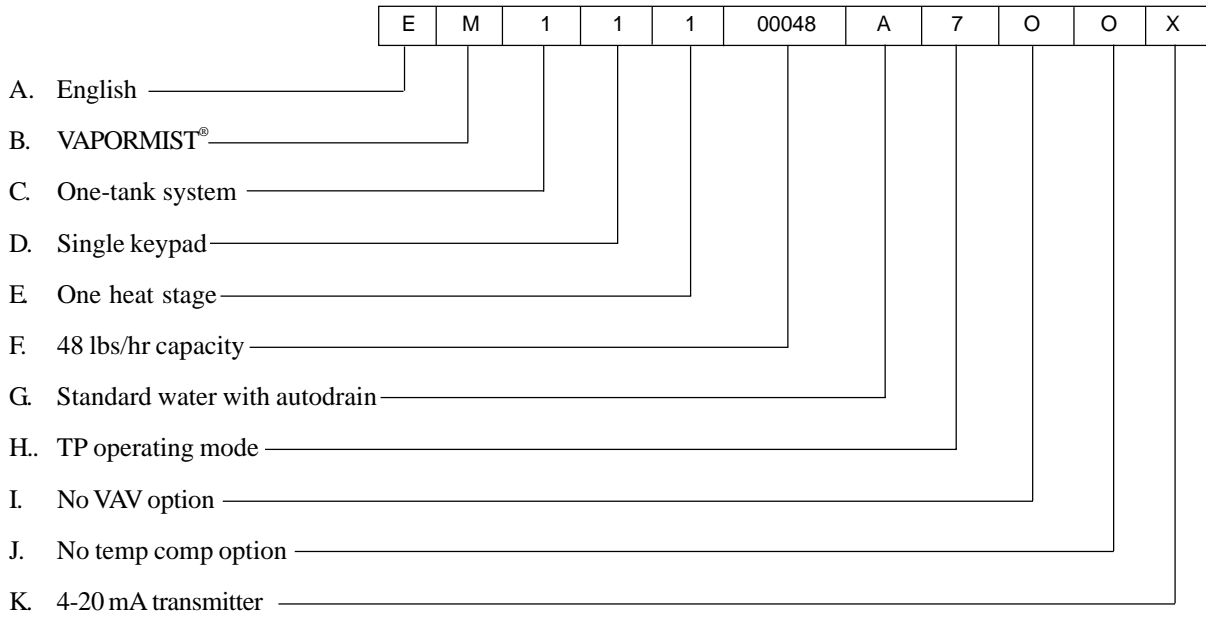 E M 1 1 1 00048 A 7 O O X
A. English
B. VAPORMIST®
C. One-tank system
D. Single keypad
E. One heat stage
F. 48 lbs/hr capacity
G. Standard water with autodrain
H.. TP operating mode
I. No VAV option
J. No temp comp option
K. 4-20 mA transmitter